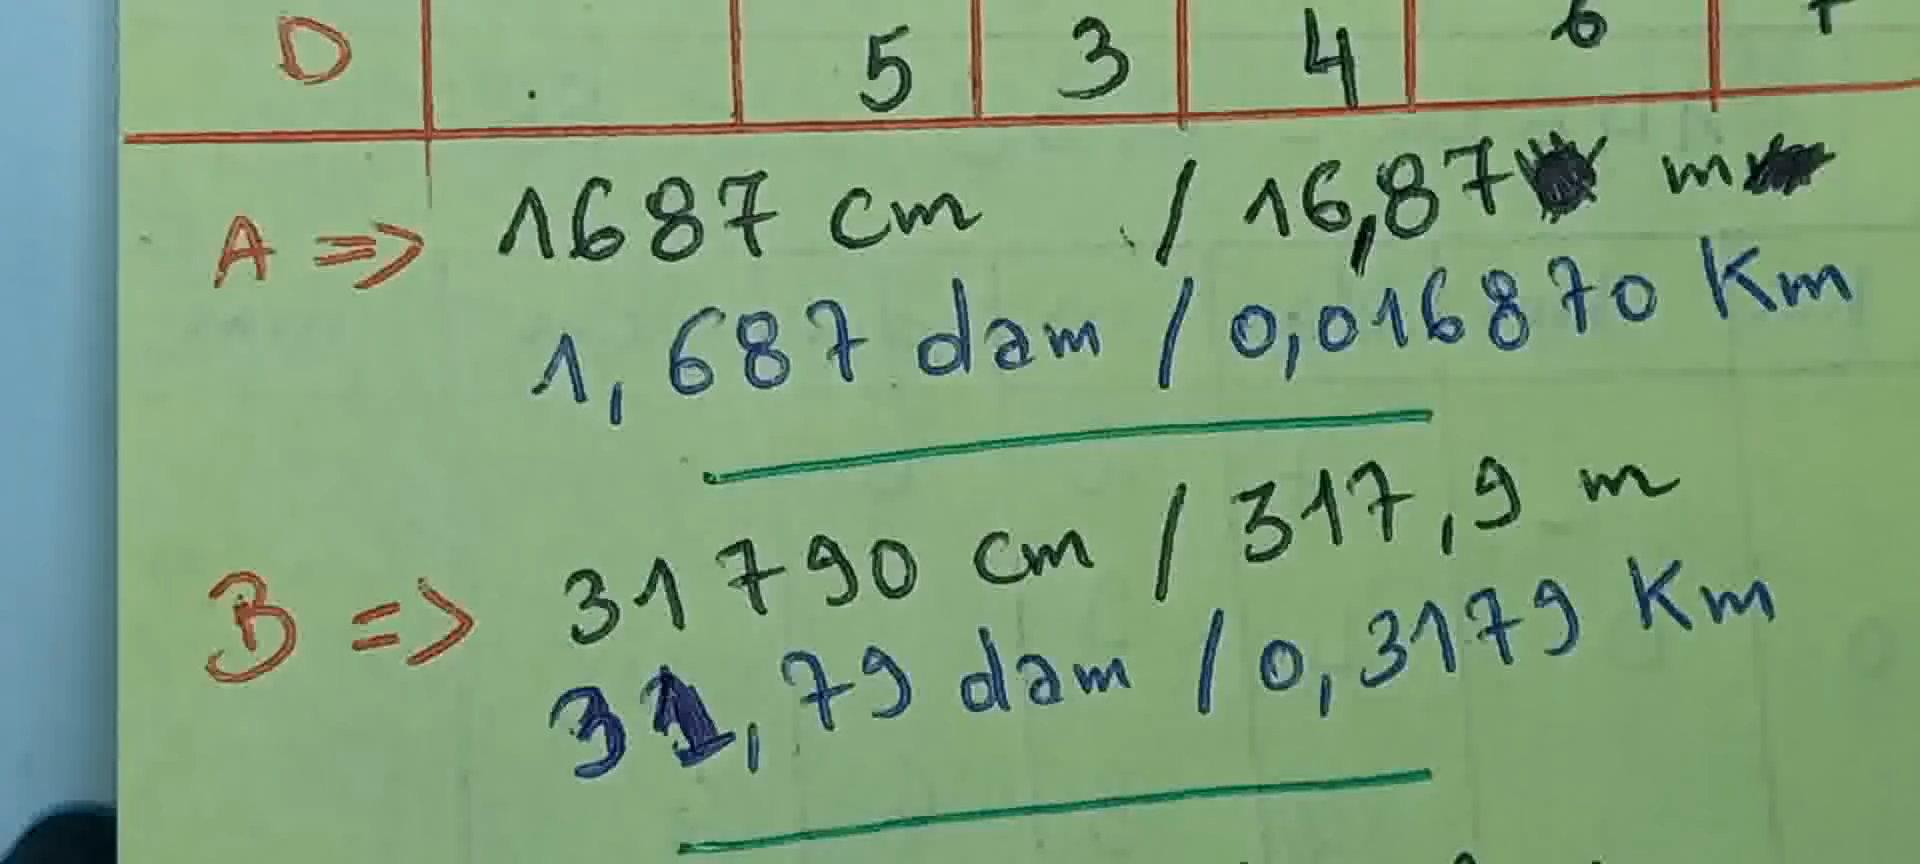 D 5 3 4 6
A => 1687 cm / 16,87 m
1,687 dam / 0,016870 Km
B => 31790 cm / 317,9 m
31,79 dam / 0,3179 Km